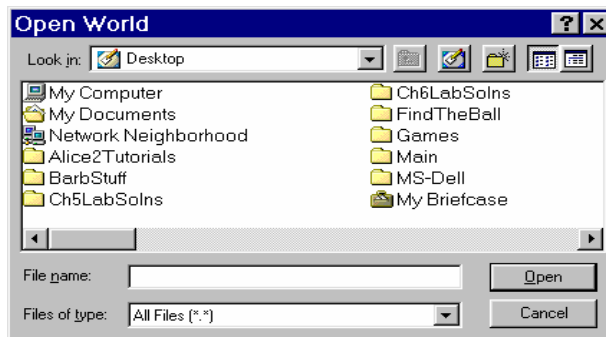 Open World
Look in: Desktop
My Computer
My Documents
Network Neighborhood
Alice2Tutorials
BarbStuff
Ch5LabSolns
Ch6LabSolns
FindTheBall
Games
Main
MS-Dell
My Briefcase
File name: Open
Files of type: All Files (*.*) Cancel